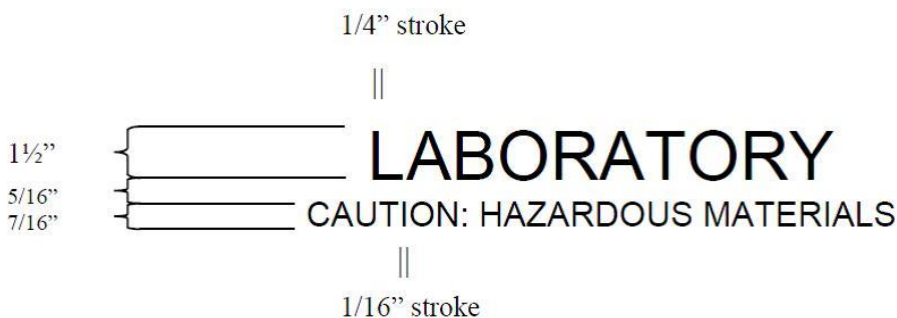 1/4” stroke
1½”
LABORATORY
5/16”
7/16”
CAUTION: HAZARDOUS MATERIALS
1/16” stroke